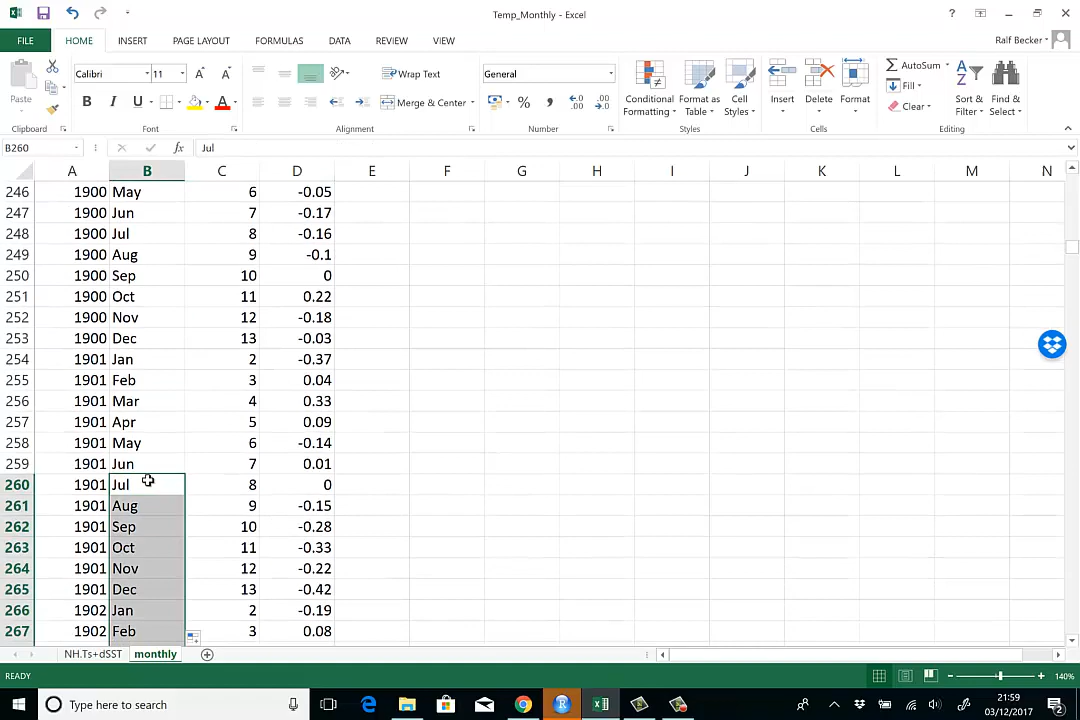 Temp_Monthly - Excel
?
FILE HOME INSERT PAGE LAYOUT FORMULAS DATA REVIEW VIEW
Ralf Becker
Paste
Calibri 11
B I U
Wrap Text
Merge & Center
General
Conditional Formatting
Format as Table
Cell Styles
Insert Delete Format
AutoSum
Fill
Clear
Sort & Filter
Find & Select
Clipboard Font Alignment Number Styles Cells Editing
B260 fx Jul
A B C D E F G H I J K L M N
246 1900 May 6 -0.05
247 1900 Jun 7 -0.17
248 1900 Jul 8 -0.16
249 1900 Aug 9 -0.1
250 1900 Sep 10 0
251 1900 Oct 11 0.22
252 1900 Nov 12 -0.18
253 1900 Dec 13 -0.03
254 1901 Jan 2 -0.37
255 1901 Feb 3 0.04
256 1901 Mar 4 0.33
257 1901 Apr 5 0.09
258 1901 May 6 -0.14
259 1901 Jun 7 0.01
260 1901 Jul 8 0
261 1901 Aug 9 -0.15
262 1901 Sep 10 -0.28
263 1901 Oct 11 -0.33
264 1901 Nov 12 -0.22
265 1901 Dec 13 -0.42
266 1902 Jan 2 -0.19
267 1902 Feb 3 0.08
NH.Ts+dSST monthly
READY
140%
Type here to search
21:59
03/12/2017
2